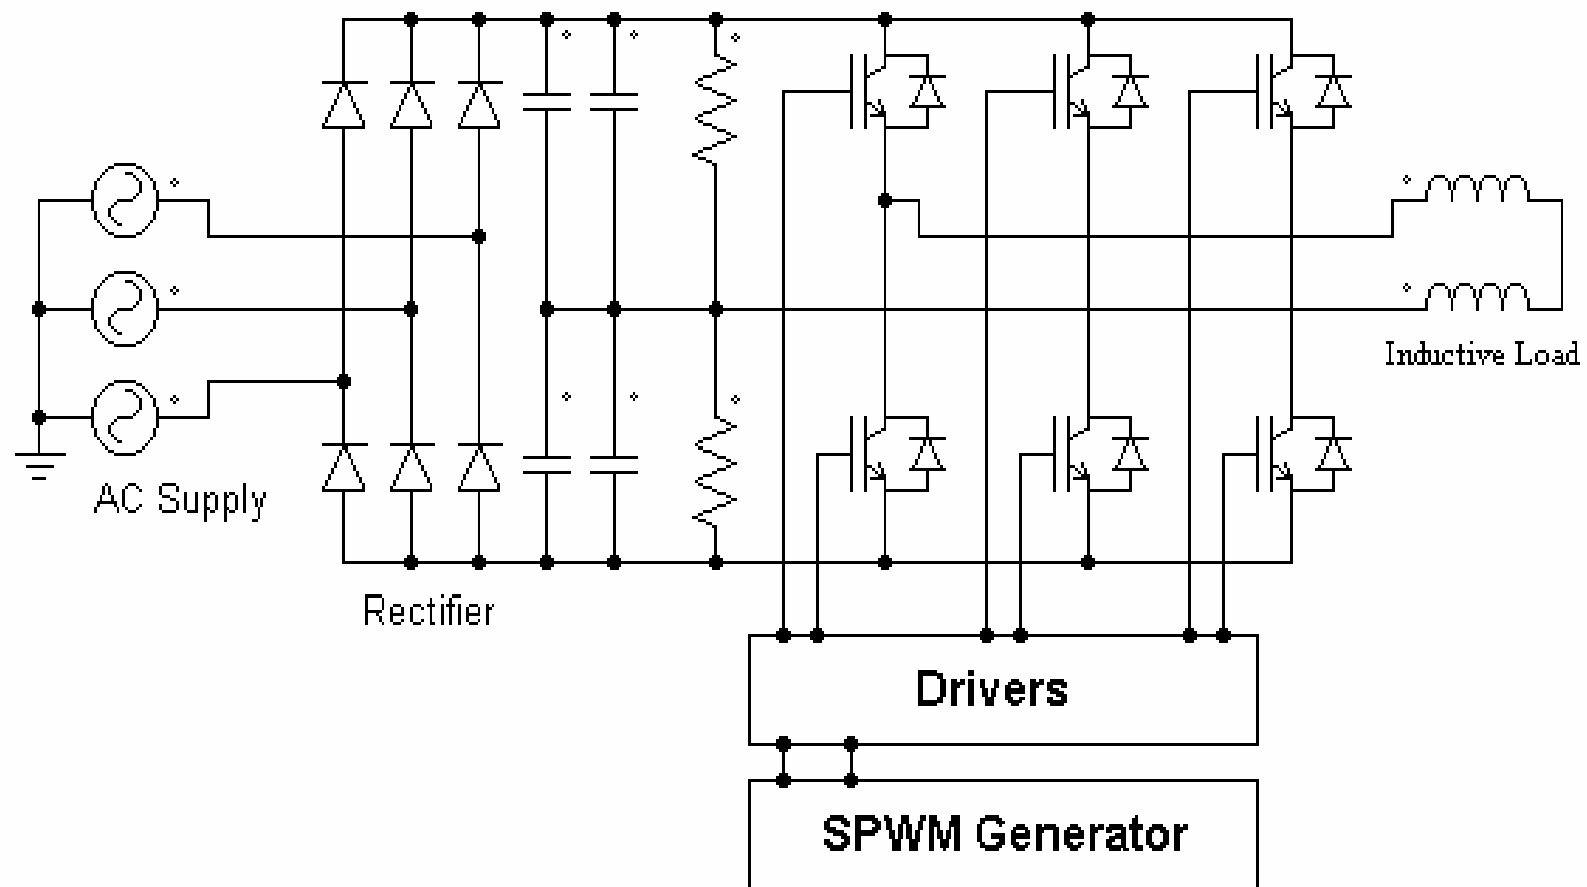 Inductive Load
AC Supply
Rectifier
Drivers
SPWM Generator